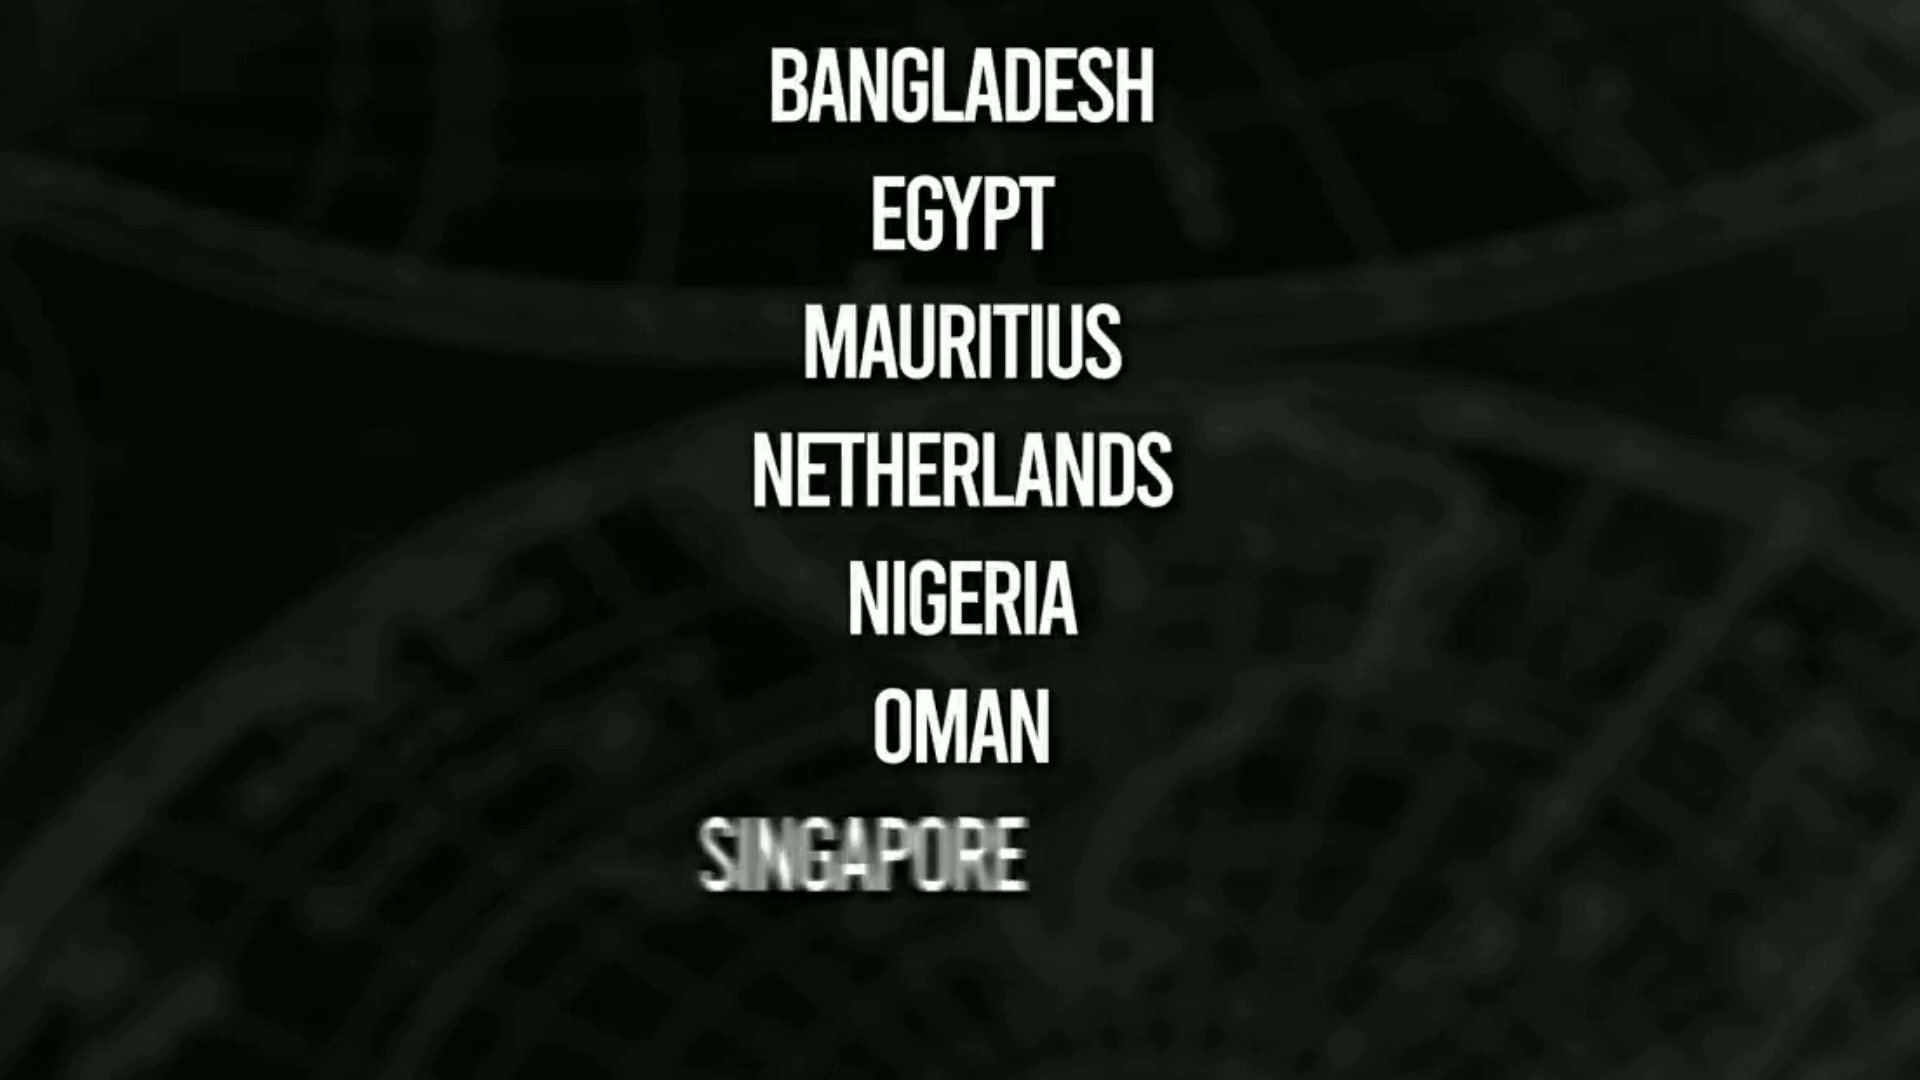 BANGLADESH
EGYPT
MAURITIUS
NETHERLANDS
NIGERIA
OMAN
SINGAPORE